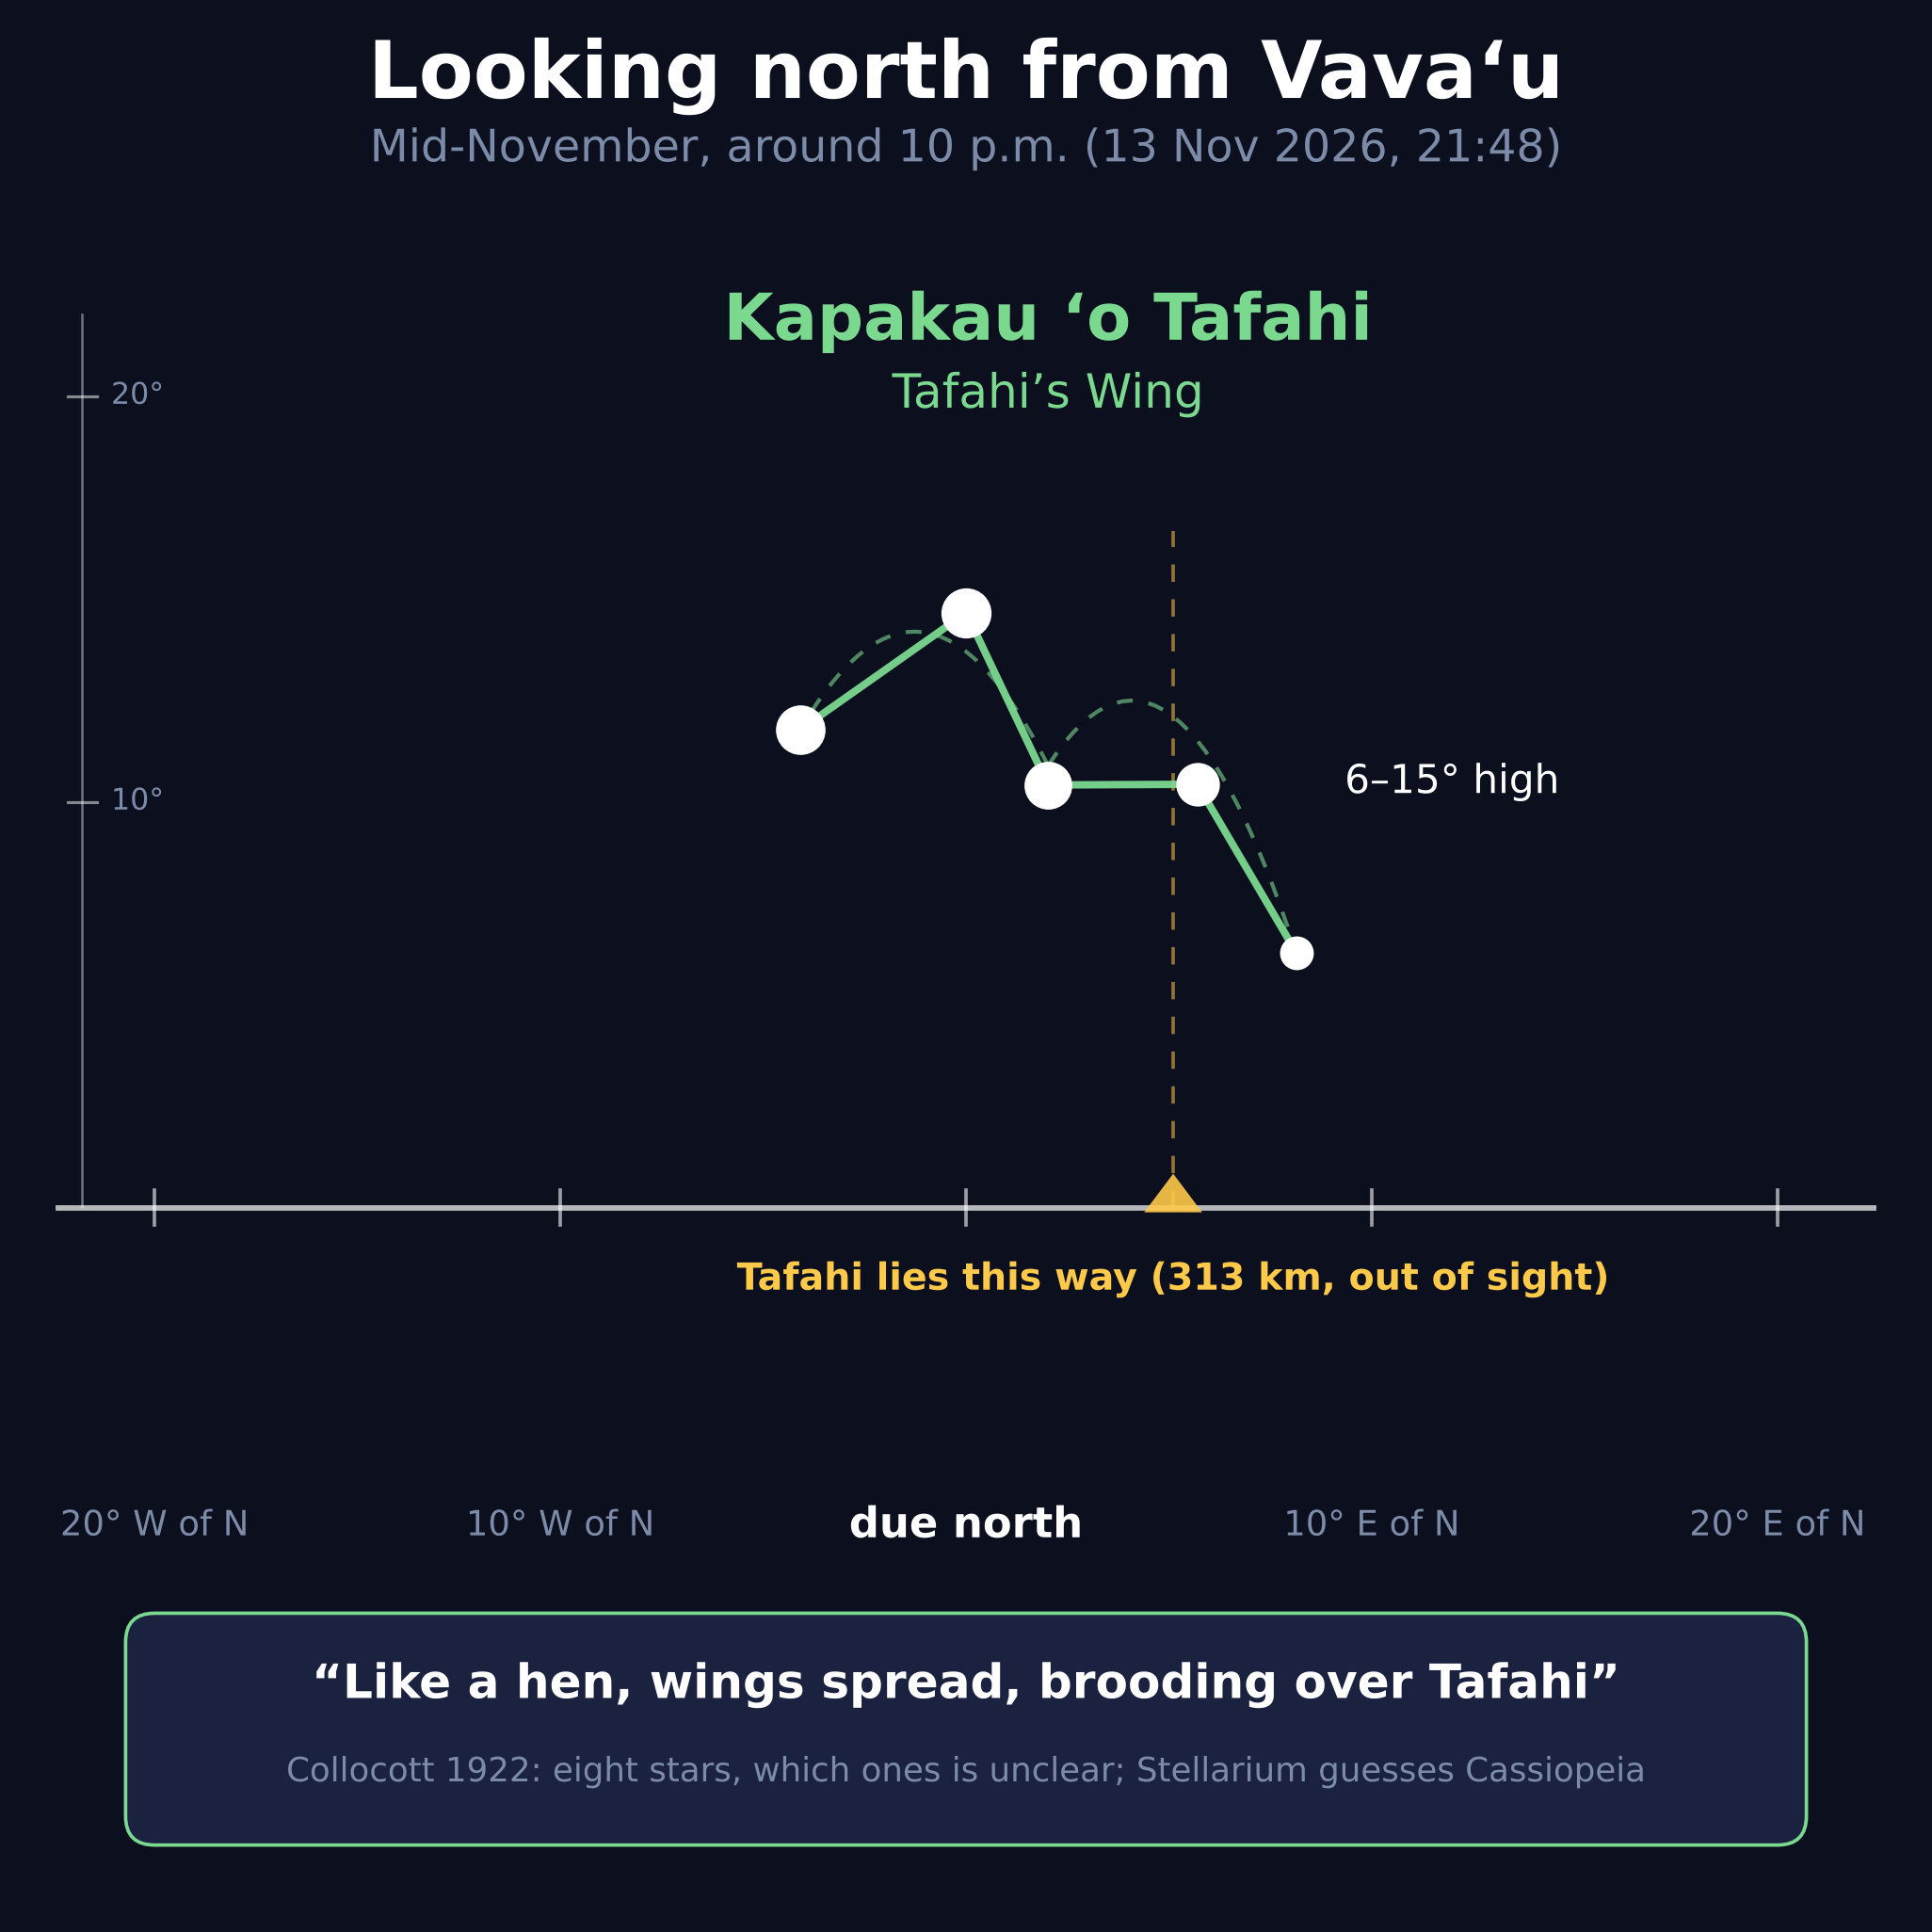 Looking north from Vavaʻu
Mid-November, around 10 p.m. (13 Nov 2026, 21:48)
Kapakau ʻo Tafahi
Tafahi’s Wing
20°
10°
6–15° high
Tafahi lies this way (313 km, out of sight)
20° W of N
10° W of N
due north
10° E of N
20° E of N
“Like a hen, wings spread, brooding over Tafahi”
Collocott 1922: eight stars, which ones is unclear; Stellarium guesses Cassiopeia